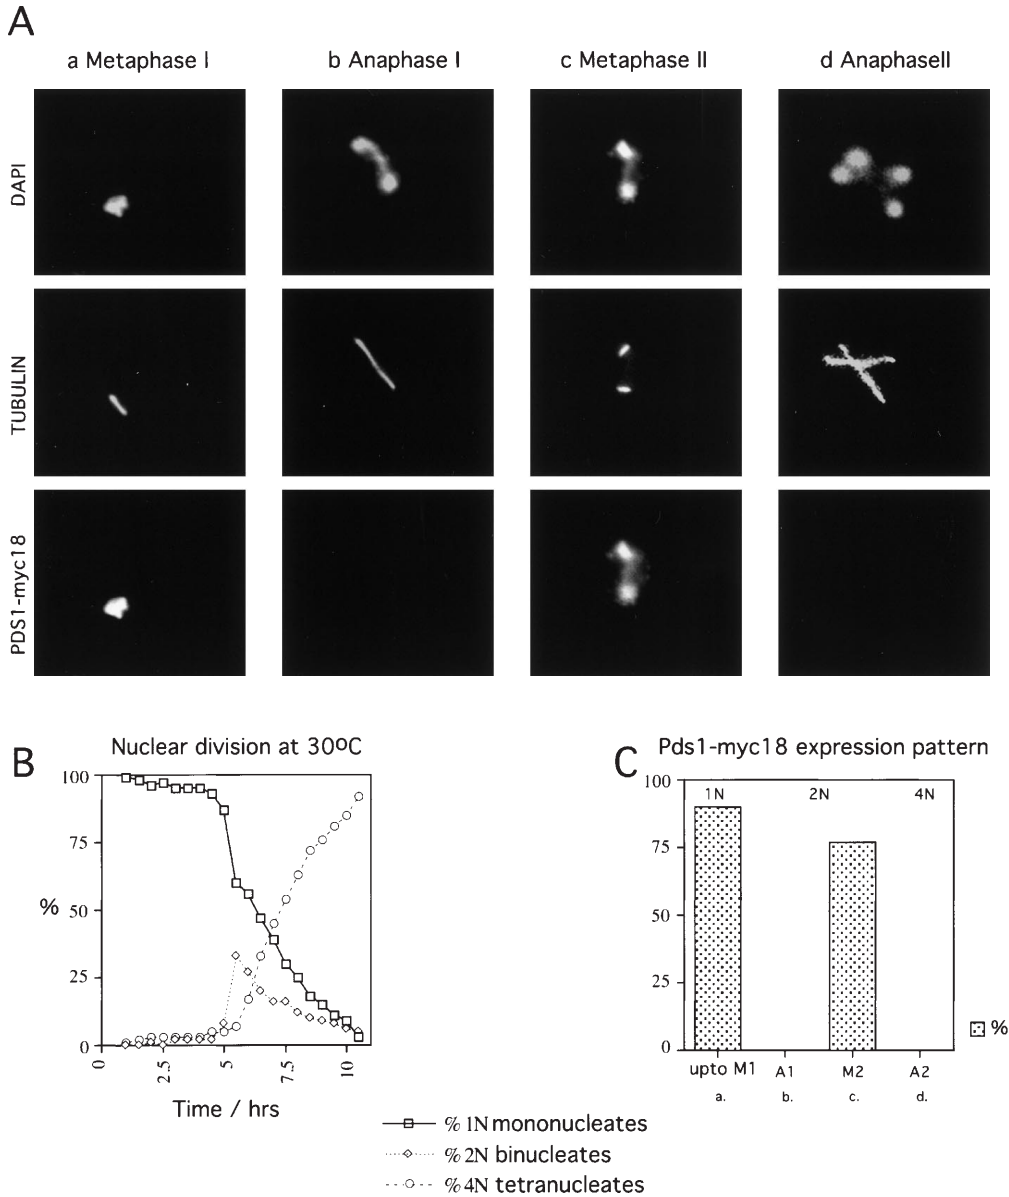 A
a Metaphase I
b Anaphase I
c Metaphase II
d AnaphaseII
DAPI
TUBULIN
PDS1-myc18
B
Nuclear division at 30ºC
100
75
50
25
0
%
0
2.5
5
7.5
10
Time / hrs
% 1N mononucleates
% 2N binucleates
% 4N tetranucleates
C
Pds1-myc18 expression pattern
100
75
50
25
0
1N
2N
4N
upto M1
A1
M2
A2
a.
b.
c.
d.
%